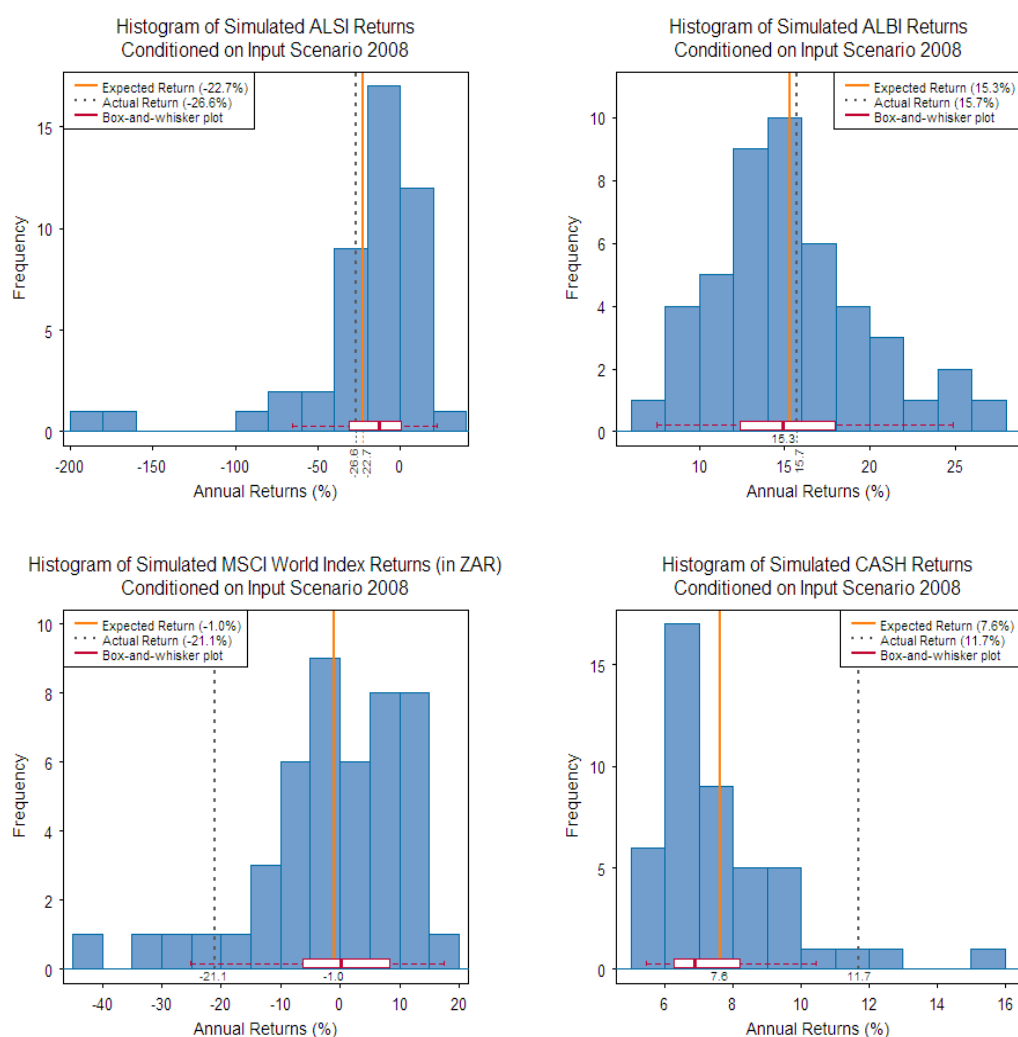 Histogram of Simulated ALSI Returns
Conditioned on Input Scenario 2008
Expected Return (-22.7%)
Actual Return (-26.6%)
Box-and-whisker plot
Frequency
15
10
5
0
-200
-150
-100
-50
0
-26.6
-22.7
Annual Returns (%)
Histogram of Simulated ALBI Returns
Conditioned on Input Scenario 2008
Expected Return (15.3%)
Actual Return (15.7%)
Box-and-whisker plot
Frequency
10
8
6
4
2
0
15.3
15.7
10
15
20
25
Annual Returns (%)
Histogram of Simulated MSCI World Index Returns (in ZAR)
Conditioned on Input Scenario 2008
Expected Return (-1.0%)
Actual Return (-21.1%)
Box-and-whisker plot
Frequency
10
8
6
4
2
0
-21.1
-1.0
-40
-30
-20
-10
0
10
20
Annual Returns (%)
Histogram of Simulated CASH Returns
Conditioned on Input Scenario 2008
Expected Return (7.6%)
Actual Return (11.7%)
Box-and-whisker plot
Frequency
15
10
5
0
7.6
11.7
6
8
10
12
14
16
Annual Returns (%)